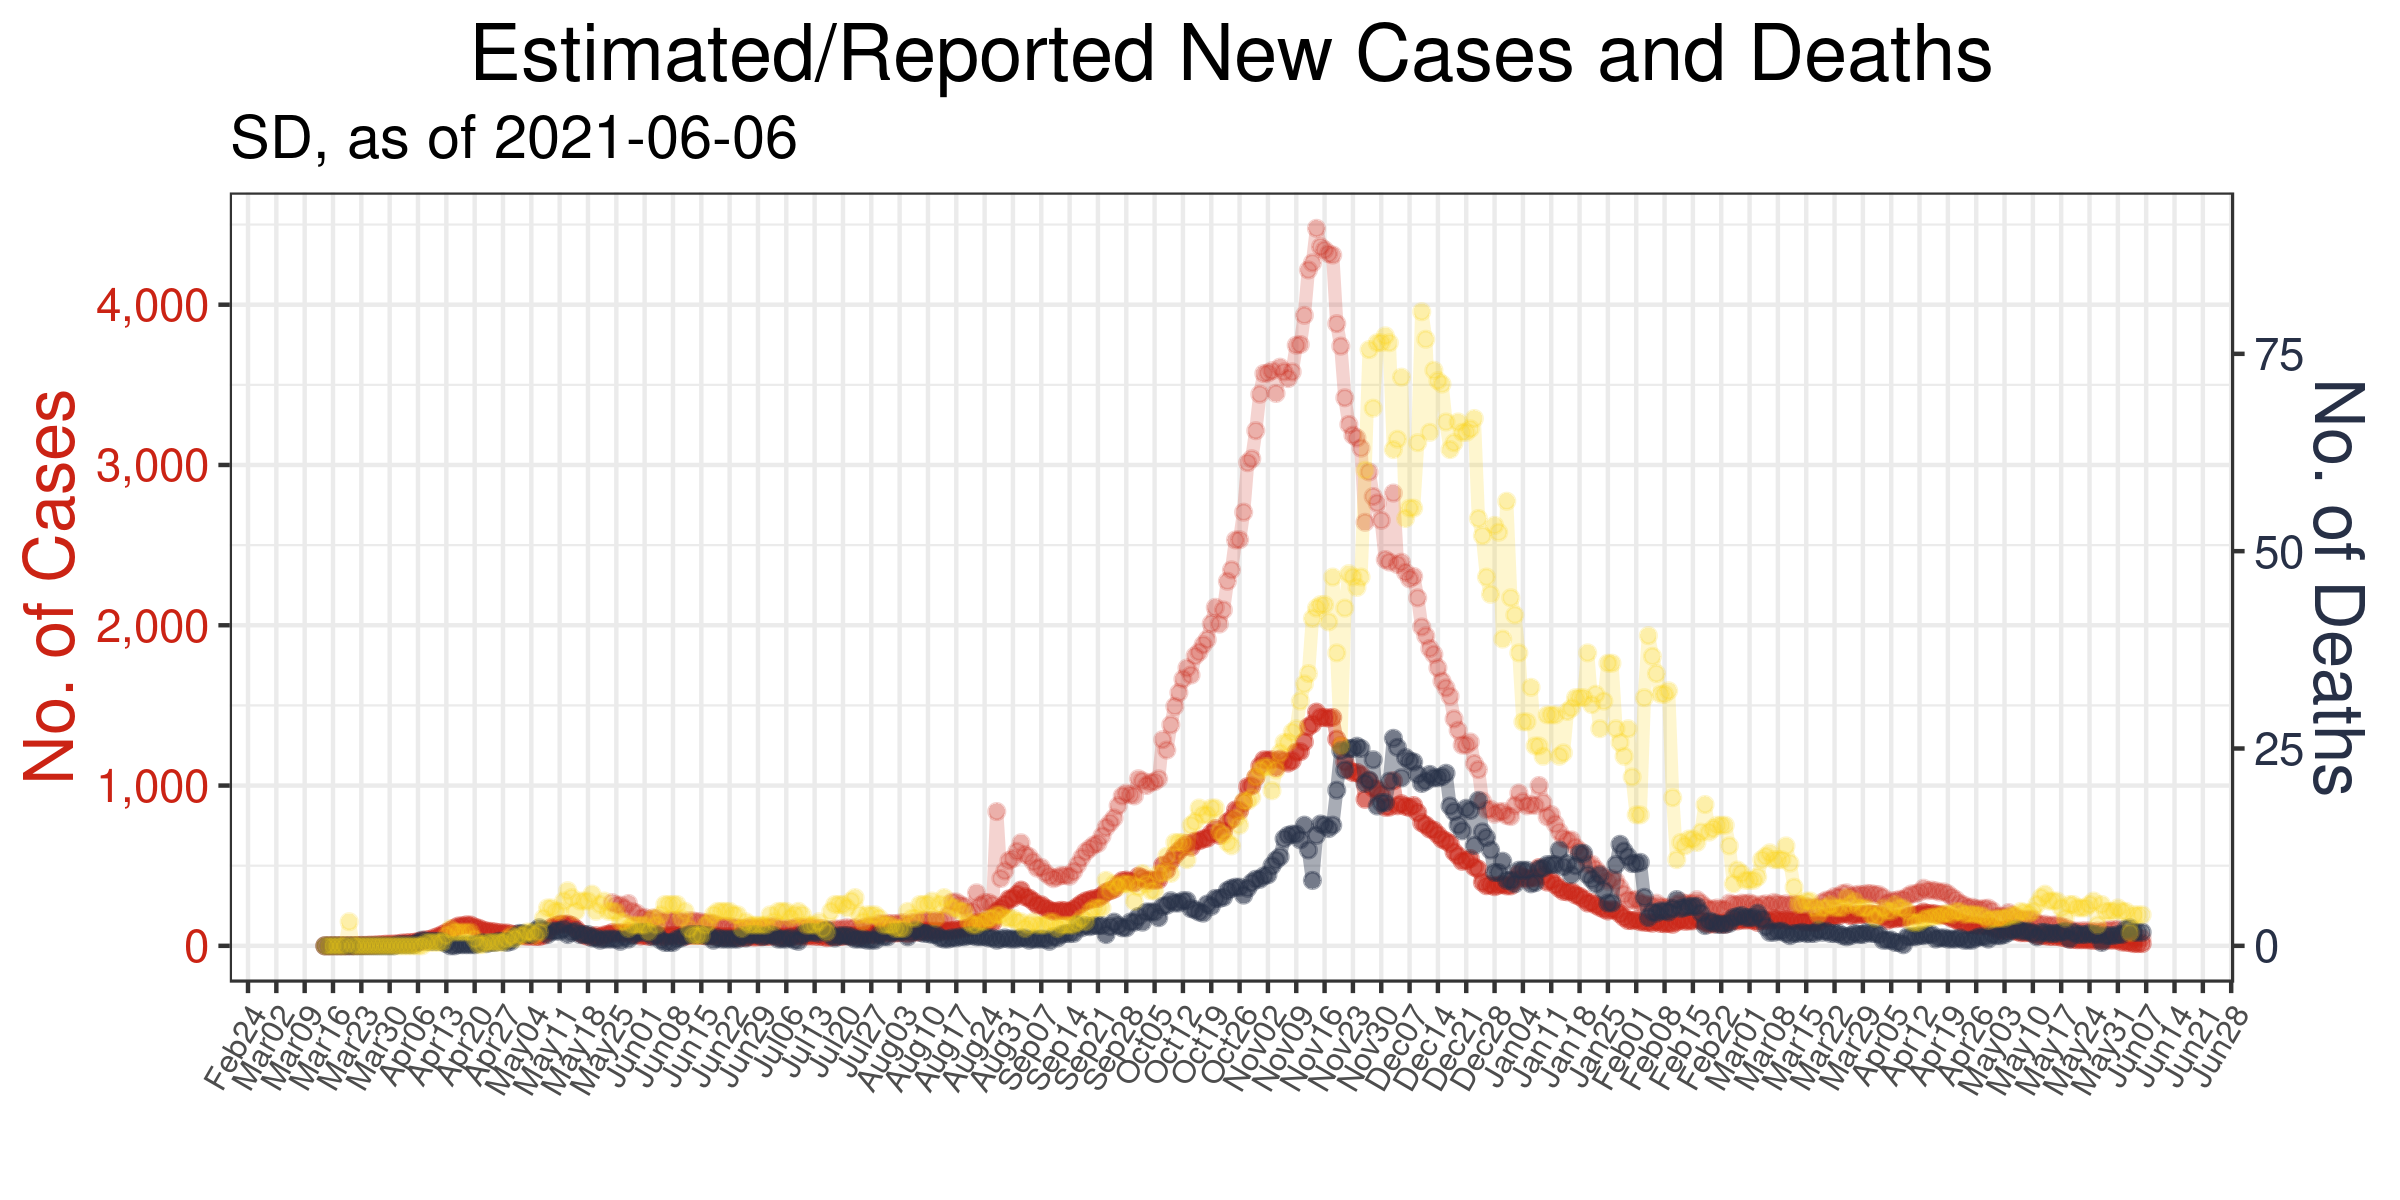 Estimated/Reported New Cases and Deaths
SD, as of 2021-06-06
No. of Cases
4,000
3,000
2,000
1,000
0
75
50
25
0
No. of Deaths
Feb24
Mar02
Mar09
Mar16
Mar23
Mar30
Apr06
Apr13
Apr20
Apr27
May04
May11
May18
May25
Jun01
Jun08
Jun15
Jun22
Jun29
Jul06
Jul13
Jul20
Jul27
Aug03
Aug10
Aug17
Aug24
Aug31
Sep07
Sep14
Sep21
Sep28
Oct05
Oct12
Oct19
Oct26
Nov02
Nov09
Nov16
Nov23
Nov30
Dec07
Dec14
Dec21
Dec28
Jan04
Jan11
Jan18
Jan25
Feb01
Feb08
Feb15
Feb22
Mar01
Mar08
Mar15
Mar22
Mar29
Apr05
Apr12
Apr19
Apr26
May03
May10
May17
May24
May31
Jun07
Jun14
Jun21
Jun28